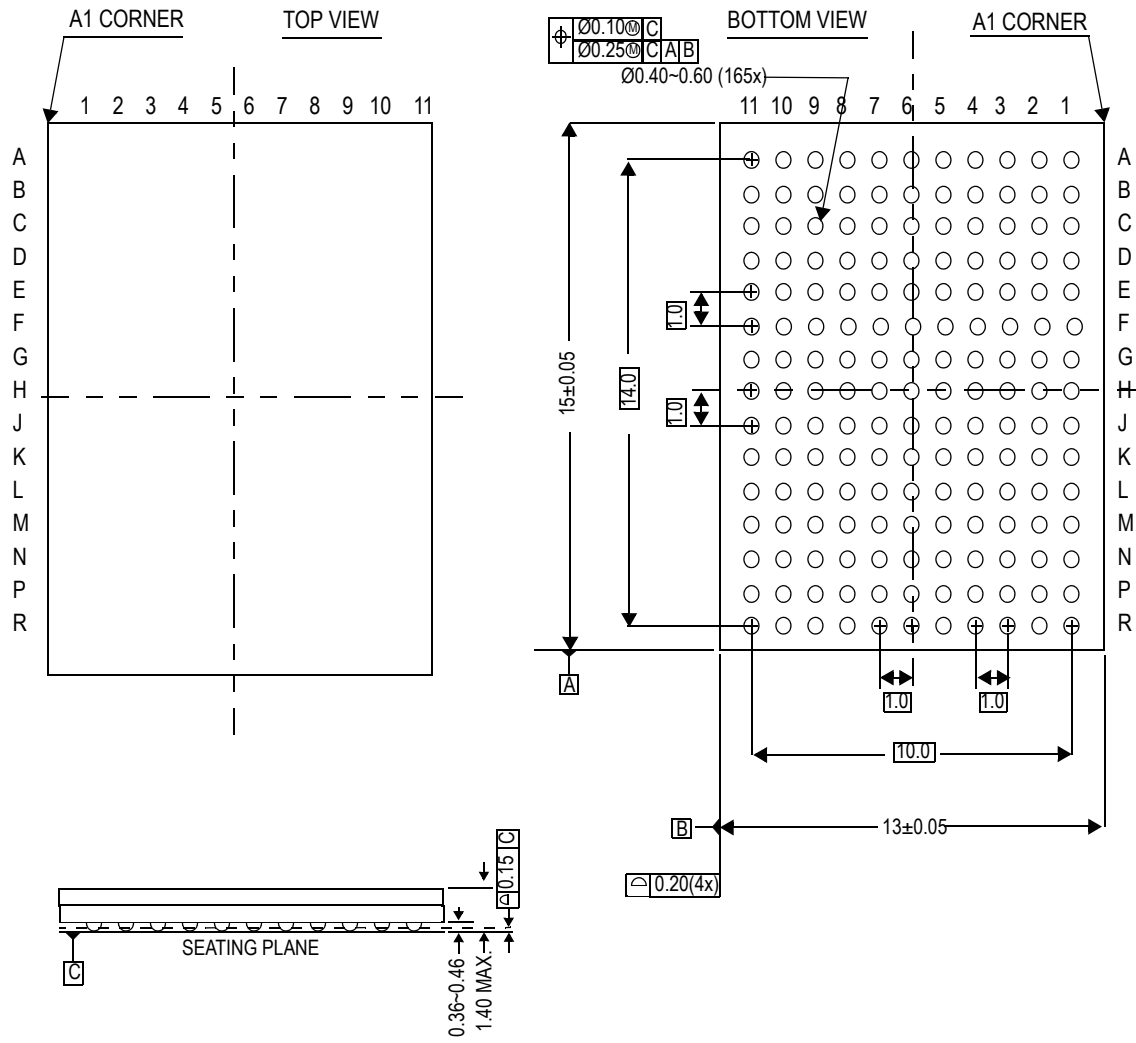 A1 CORNER
TOP VIEW
Ø0.10Ⓜ C
Ø0.25Ⓜ C A B
BOTTOM VIEW
A1 CORNER
Ø0.40~0.60 (165x)
1 2 3 4 5 6 7 8 9 10 11
11 10 9 8 7 6 5 4 3 2 1
A
B
C
D
E
F
G
H
J
K
L
M
N
P
R
A
B
C
D
E
F
G
H
J
K
L
M
N
P
R
15±0.05
14.0
1.0
1.0
A
1.0
1.0
10.0
B
13±0.05
0.20(4x)
0.15 C
SEATING PLANE
C
0.36~0.46
1.40 MAX.